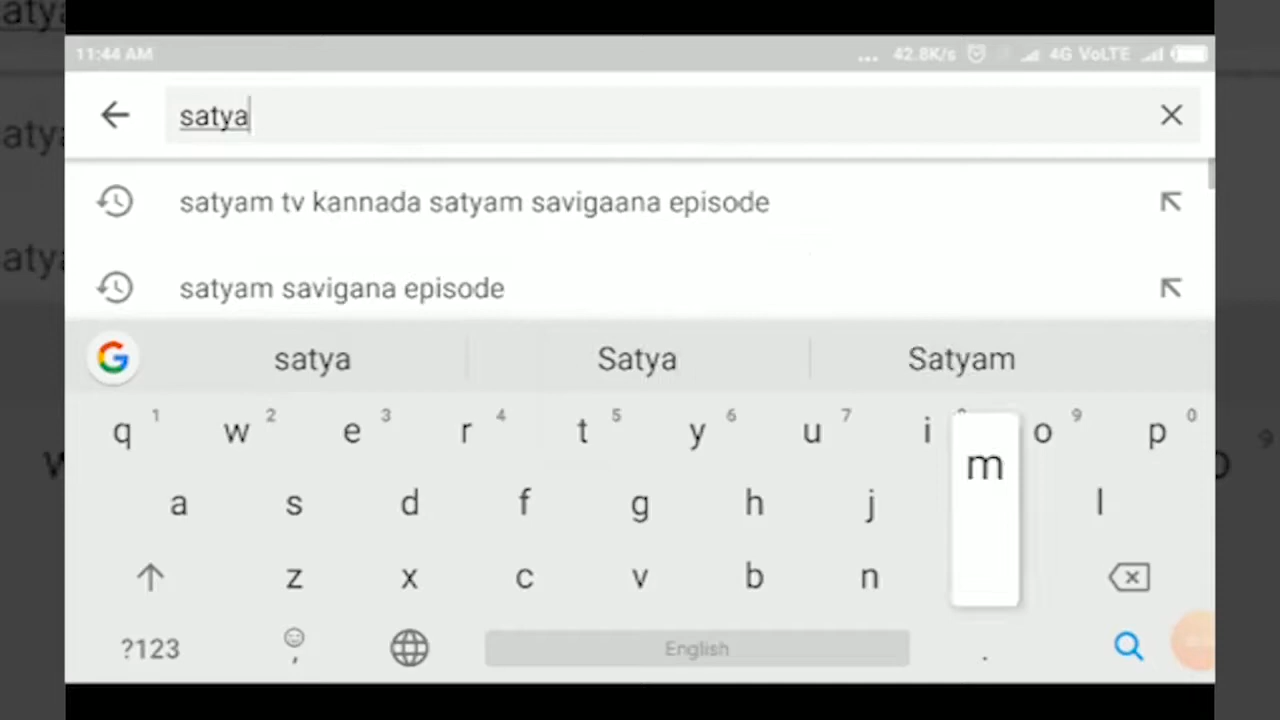 11:44 AM ... 42.8K/s 4G VoLTE
satya
satyam tv kannada satyam savigaana episode
satyam savigana episode
G satya Satya Satyam
q 1 w 2 e 3 r 4 t 5 y 6 u 7 i o 9 p 0
m
a s d f g h j l
z x c v b n
?123 , English .